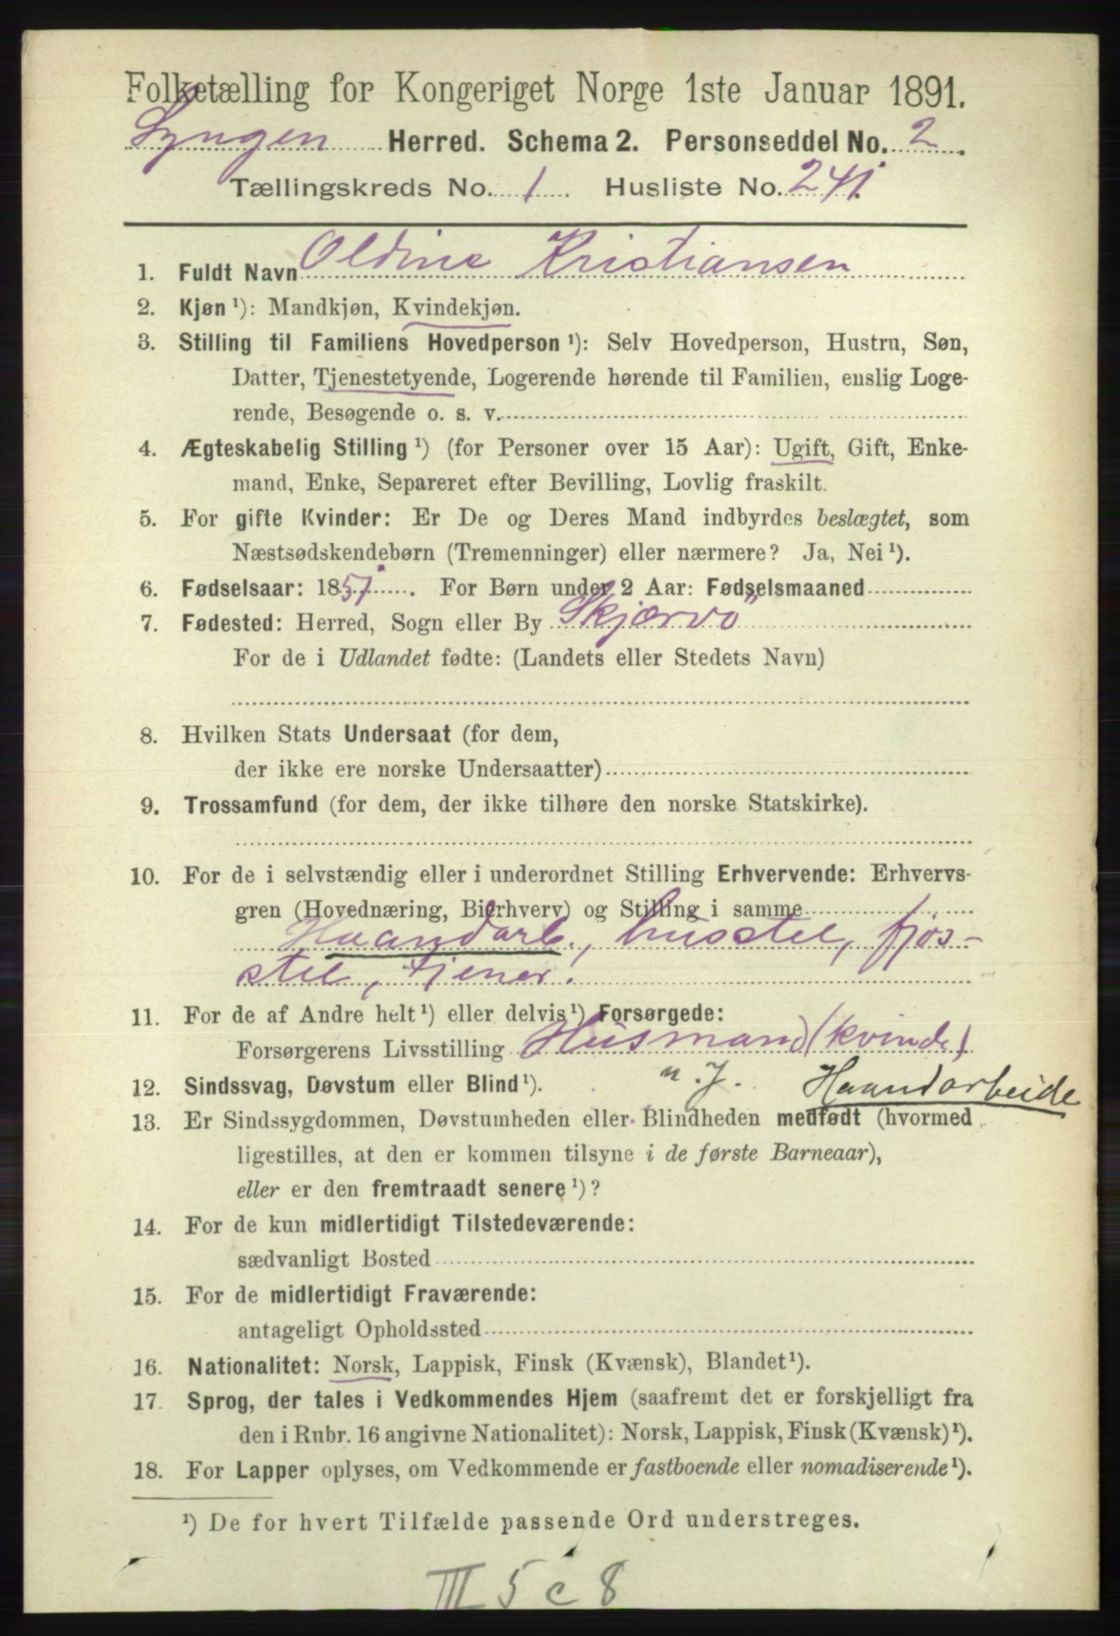 Folketælling for Kongeriget Norge 1ste Januar 1891.
Lyngen Herred. Schema 2. Personseddel No. 2.
Tællingskreds No. 1. Husliste No. 241.
1. Fuldt Navn Oldine Kristiansen
2. Kjøn ¹): Mandkjøn, Kvindekjøn.
3. Stilling til Familiens Hovedperson ¹): Selv Hovedperson, Hustru, Søn,
Datter, Tjenestetyende, Logerende hørende til Familien, enslig Loge-
rende, Besøgende o. s. v.
4. Ægteskabelig Stilling ¹) (for Personer over 15 Aar): Ugift, Gift, Enke-
mand, Enke, Separeret efter Bevilling, Lovlig fraskilt.
5. For gifte Kvinder: Er De og Deres Mand indbyrdes beslægtet, som
Næstsødskendebørn (Tremenninger) eller nærmere? Ja, Nei ¹).
6. Fødselsaar: 1851. For Børn under 2 Aar: Fødselsmaaned
7. Fødested: Herred, Sogn eller By Skjærvö
For de i Udlandet fødte: (Landets eller Stedets Navn)
8. Hvilken Stats Undersaat (for dem,
der ikke ere norske Undersaatter)
9. Trossamfund (for dem, der ikke tilhøre den norske Statskirke).
10. For de i selvstændig eller i underordnet Stilling Erhvervende: Erhvervs-
gren (Hovednæring, Bierhverv) og Stilling i samme
Haandarb., husstel, fjøs-
stel, tjener.
11. For de af Andre helt ¹) eller delvis ¹) Forsørgede:
Forsørgerens Livsstilling Husmand (kvinde)
12. Sindssvag, Døvstum eller Blind ¹). Haandarbeide
13. Er Sindssygdommen, Døvstumheden eller Blindheden medfødt (hvormed
ligestilles, at den er kommen tilsyne i de første Barneaar),
eller er den fremtraadt senere ¹)?
14. For de kun midlertidigt Tilstedeværende:
sædvanligt Bosted
15. For de midlertidigt Fraværende:
antageligt Opholdssted
16. Nationalitet: Norsk, Lappisk, Finsk (Kvænsk), Blandet ¹).
17. Sprog, der tales i Vedkommendes Hjem (saafremt det er forskjelligt fra
den i Rubr. 16 angivne Nationalitet): Norsk, Lappisk, Finsk (Kvænsk) ¹).
18. For Lapper oplyses, om Vedkommende er fastboende eller nomadiserende ¹).
¹) De for hvert Tilfælde passende Ord understreges.
III 5 c 8